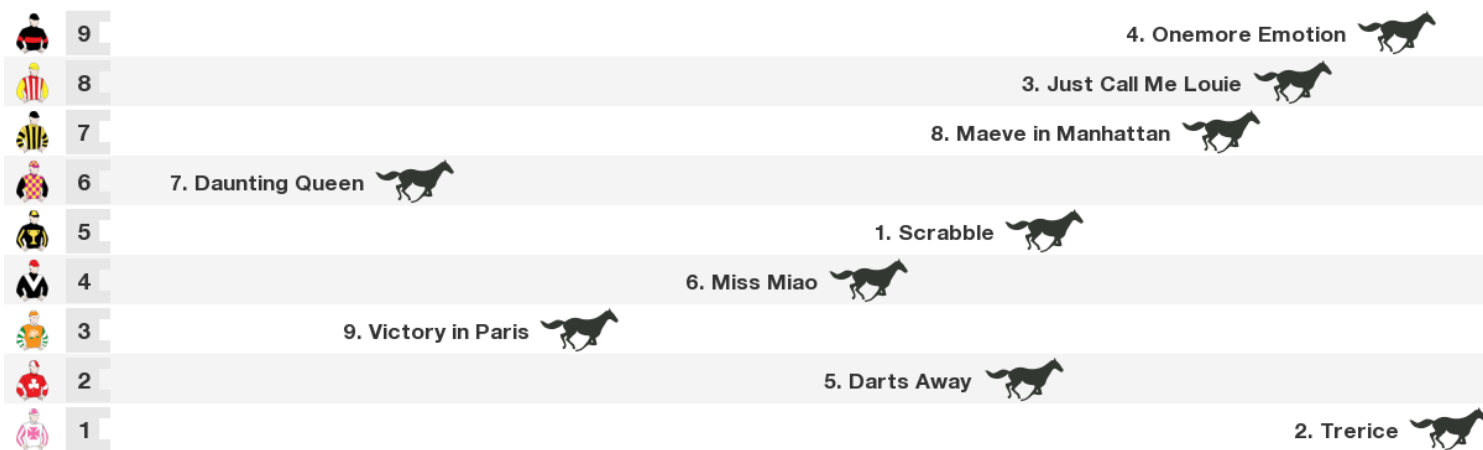 9 4. Onemore Emotion
8 3. Just Call Me Louie
7 8. Maeve in Manhattan
6 7. Daunting Queen
5 1. Scrabble
4 6. Miss Miao
3 9. Victory in Paris
2 5. Darts Away
1 2. Trerice